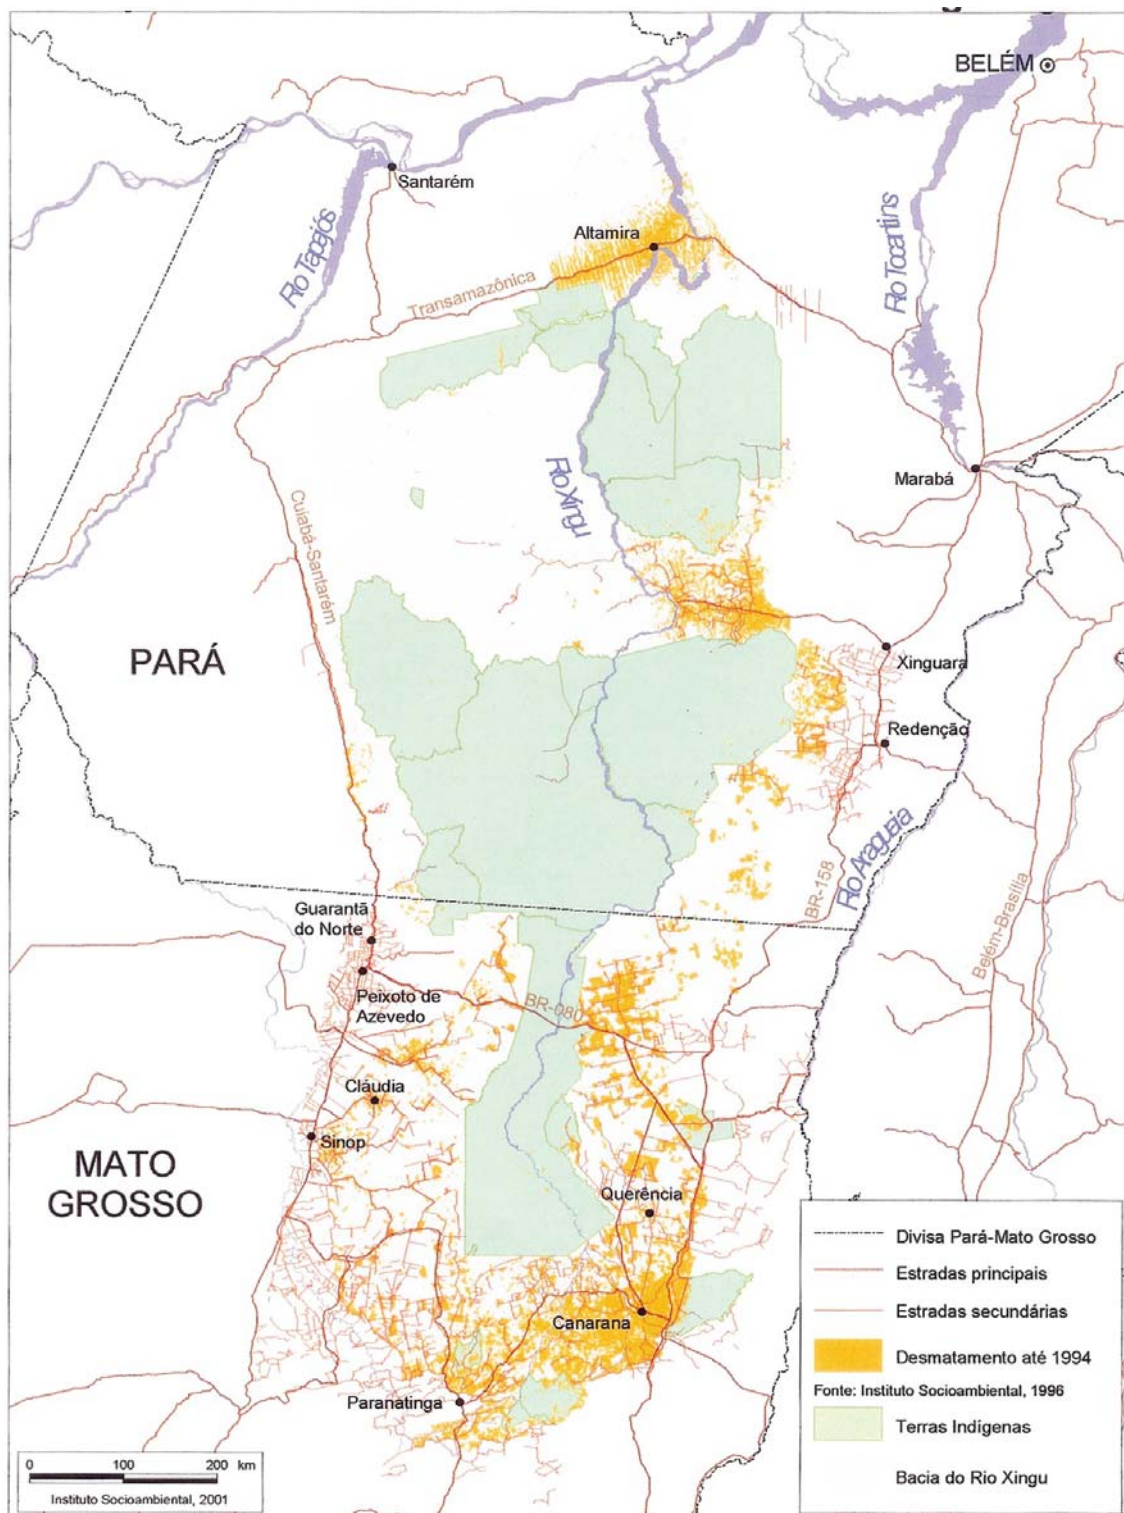 BELÉM
Santarém
Rio Tapajós
Altamira
Transamazônica
Rio Tocantins
Rio Xingu
Marabá
Cuiabá-Santarém
PARÁ
Xinguara
Redenção
Rio Araguaia
BR-158
Belém-Brasília
Guarantã
do Norte
Peixoto de
Azevedo
BR-080
Cláudia
Sinop
MATO
GROSSO
Querência
Canarana
Paranatinga
Divisa Pará-Mato Grosso
Estradas principais
Estradas secundárias
Desmatamento até 1994
Fonte: Instituto Socioambiental, 1996
Terras Indígenas
Bacia do Rio Xingu
0 100 200 km
Instituto Socioambiental, 2001